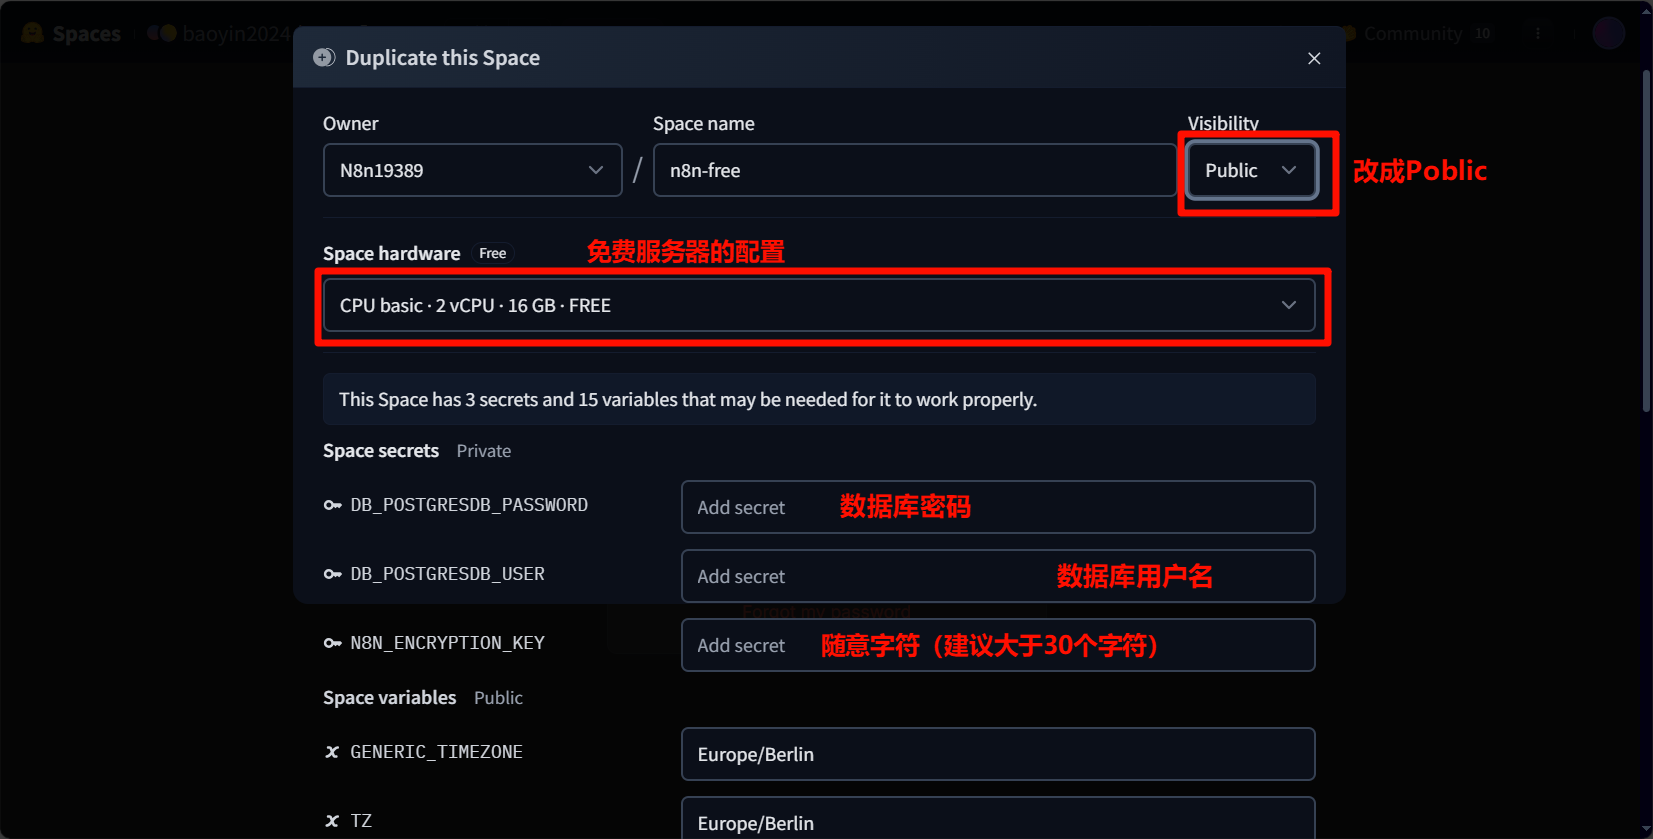 Spaces
baoyin2024
Community 10
Duplicate this Space
Owner
Space name
Visibility
N8n19389
/
n8n-free
Public
改成Poblic
Space hardware Free
免费服务器的配置
CPU basic · 2 vCPU · 16 GB · FREE
This Space has 3 secrets and 15 variables that may be needed for it to work properly.
Space secrets Private
DB_POSTGRESDB_PASSWORD
Add secret
数据库密码
DB_POSTGRESDB_USER
Add secret
数据库用户名
Forgot my password
N8N_ENCRYPTION_KEY
Add secret
随意字符（建议大于30个字符）
Space variables Public
GENERIC_TIMEZONE
Europe/Berlin
TZ
Europe/Berlin